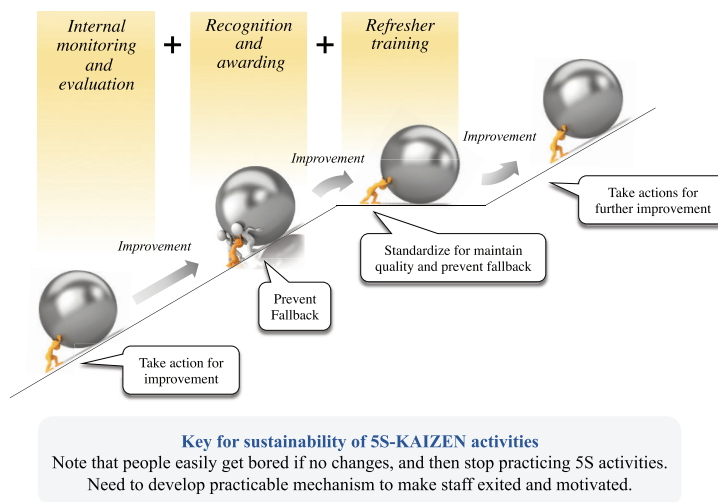 Internal
monitoring
and
evaluation
+
Recognition
and
awarding
+
Refresher
training
Improvement
Improvement
Improvement
Take action for
improvement
Prevent
Fallback
Standardize for maintain
quality and prevent fallback
Take actions for
further improvement
Key for sustainability of 5S-KAIZEN activities
Note that people easily get bored if no changes, and then stop practicing 5S activities.
Need to develop practicable mechanism to make staff exited and motivated.